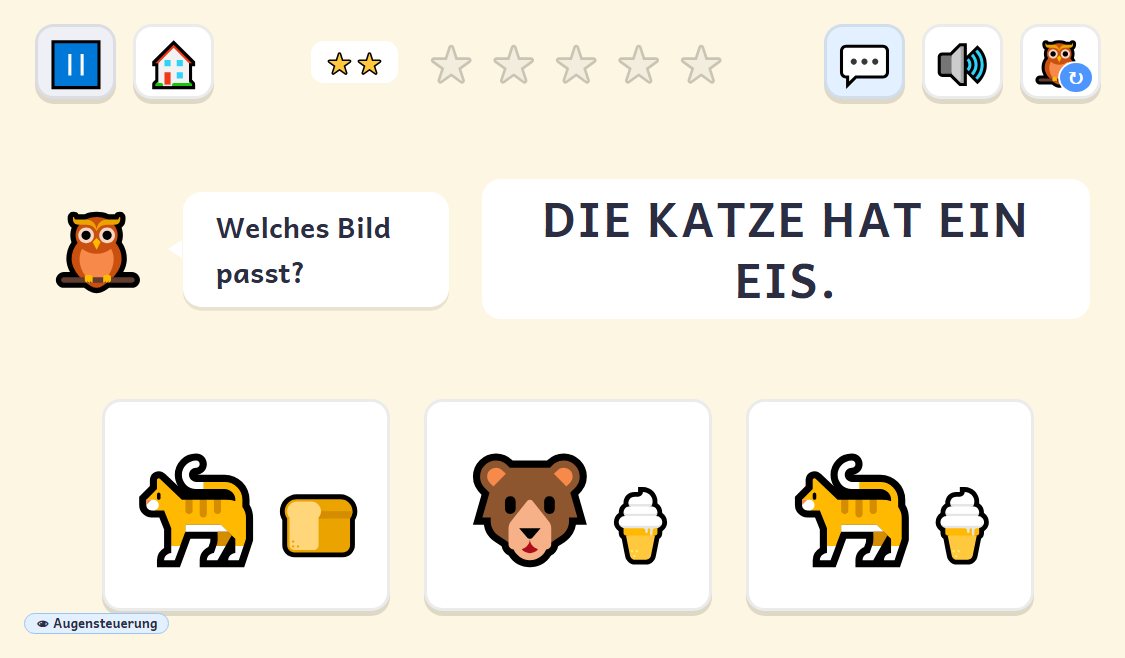 Welches Bild
passt?
DIE KATZE HAT EIN
EIS.
Augensteuerung